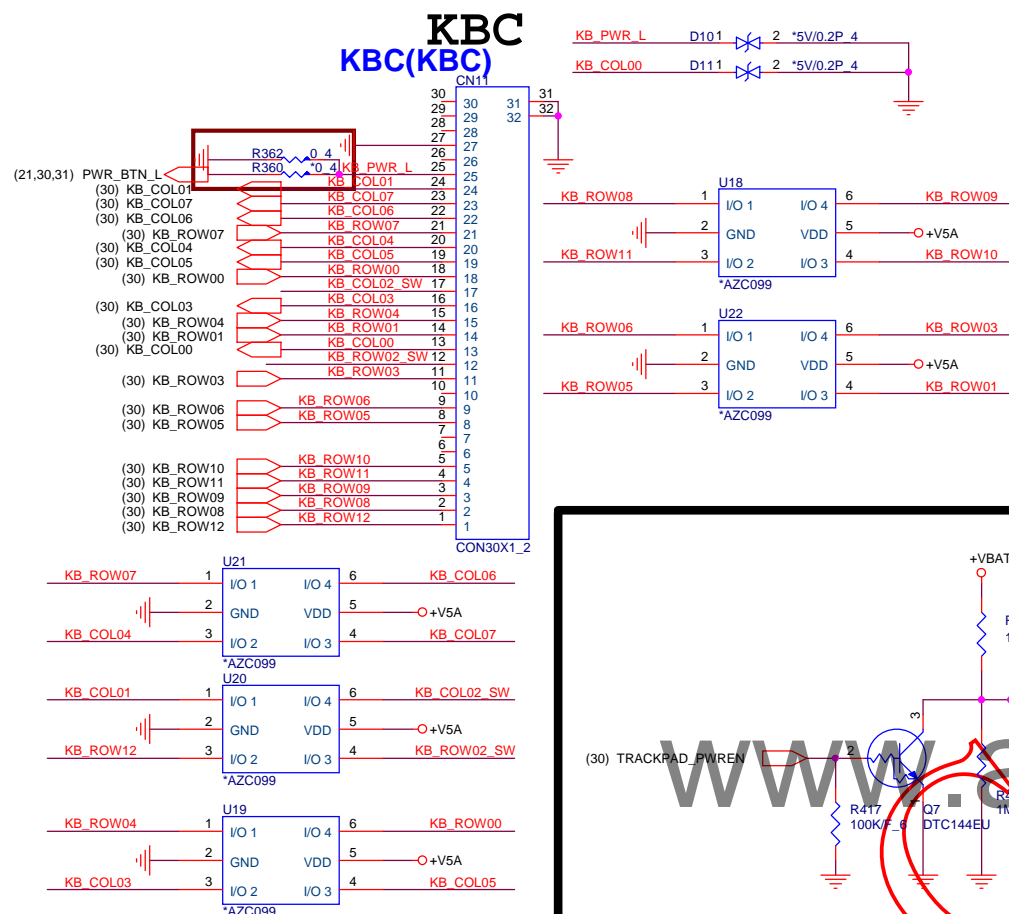 KBC
KBC(KBC)
KB_PWR_L D10 1 2 *5V/0.2P_4
KB_COL00 D11 1 2 *5V/0.2P_4
CN11
30 30 31 31
29 29 32 32
28 28
27 27
26 26
R362 0_4
R360 *0_4 KB_PWR_L 25 25
(21,30,31) PWR_BTN_L
(30) KB_COL01 KB_COL01 24 24
(30) KB_COL07 KB_COL07 23 23
(30) KB_COL06 KB_COL06 22 22
(30) KB_ROW07 KB_ROW07 21 21
(30) KB_COL04 KB_COL04 20 20
(30) KB_COL05 KB_COL05 19 19
(30) KB_ROW00 KB_ROW00 18 18
KB_COL02_SW 17 17
(30) KB_COL03 KB_COL03 16 16
(30) KB_ROW04 KB_ROW04 15 15
(30) KB_ROW01 KB_ROW01 14 14
(30) KB_COL00 KB_COL00 13 13
KB_ROW02_SW 12 12
(30) KB_ROW03 KB_ROW03 11 11
10 10
(30) KB_ROW06 KB_ROW06 9 9
(30) KB_ROW05 KB_ROW05 8 8
7 7
6 6
(30) KB_ROW10 KB_ROW10 5 5
(30) KB_ROW11 KB_ROW11 4 4
(30) KB_ROW09 KB_ROW09 3 3
(30) KB_ROW08 KB_ROW08 2 2
(30) KB_ROW12 KB_ROW12 1 1
CON30X1_2
U18
KB_ROW08 1 I/O 1 I/O 4 6 KB_ROW09
2 GND VDD 5 +V5A
KB_ROW11 3 I/O 2 I/O 3 4 KB_ROW10
*AZC099
U22
KB_ROW06 1 I/O 1 I/O 4 6 KB_ROW03
2 GND VDD 5 +V5A
KB_ROW05 3 I/O 2 I/O 3 4 KB_ROW01
*AZC099
U21
KB_ROW07 1 I/O 1 I/O 4 6 KB_COL06
2 GND VDD 5 +V5A
KB_COL04 3 I/O 2 I/O 3 4 KB_COL07
*AZC099
U20
KB_COL01 1 I/O 1 I/O 4 6 KB_COL02_SW
2 GND VDD 5 +V5A
KB_ROW12 3 I/O 2 I/O 3 4 KB_ROW02_SW
*AZC099
U19
KB_ROW04 1 I/O 1 I/O 4 6 KB_ROW00
2 GND VDD 5 +V5A
KB_COL03 3 I/O 2 I/O 3 4 KB_COL05
*AZC099
+VBAT
3
(30) TRACKPAD_PWREN 2
1
R417
100K/F_6
Q7
DTC144EU
www.